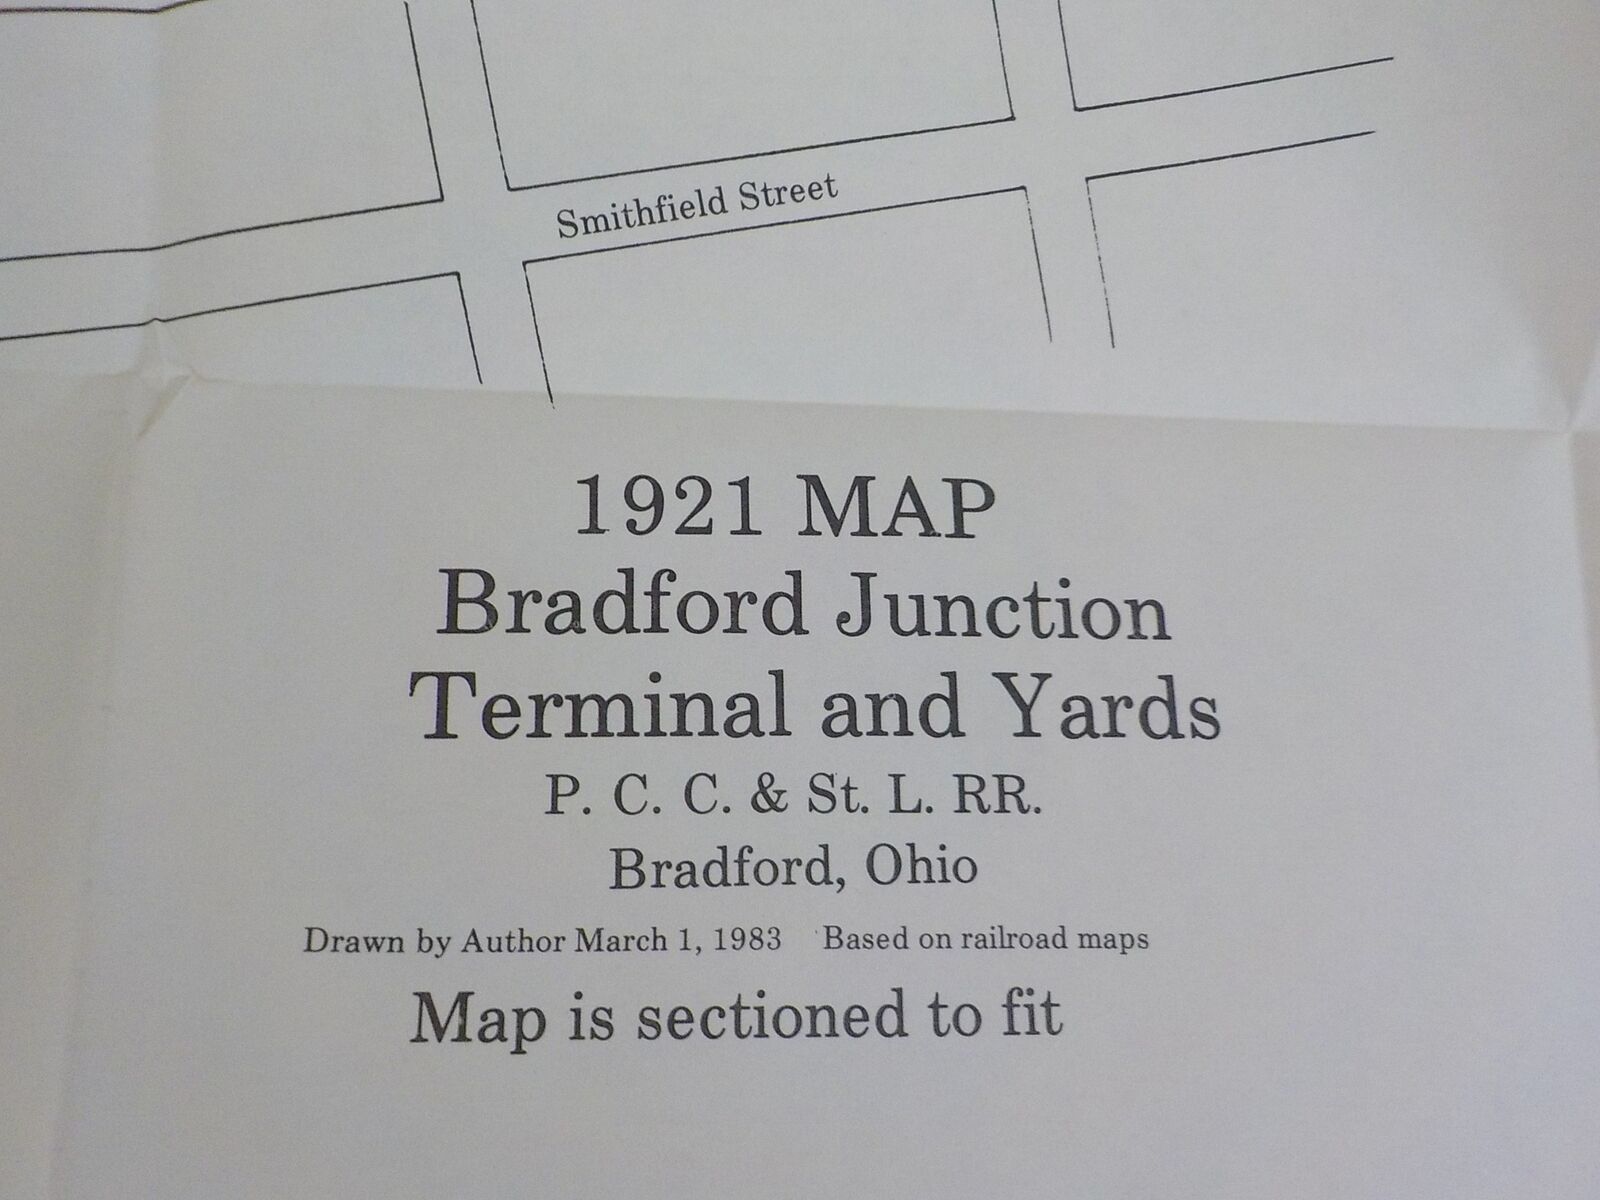 Smithfield Street
1921 MAP
Bradford Junction
Terminal and Yards
P. C. C. & St. L. RR.
Bradford, Ohio
Drawn by Author March 1, 1983 Based on railroad maps
Map is sectioned to fit